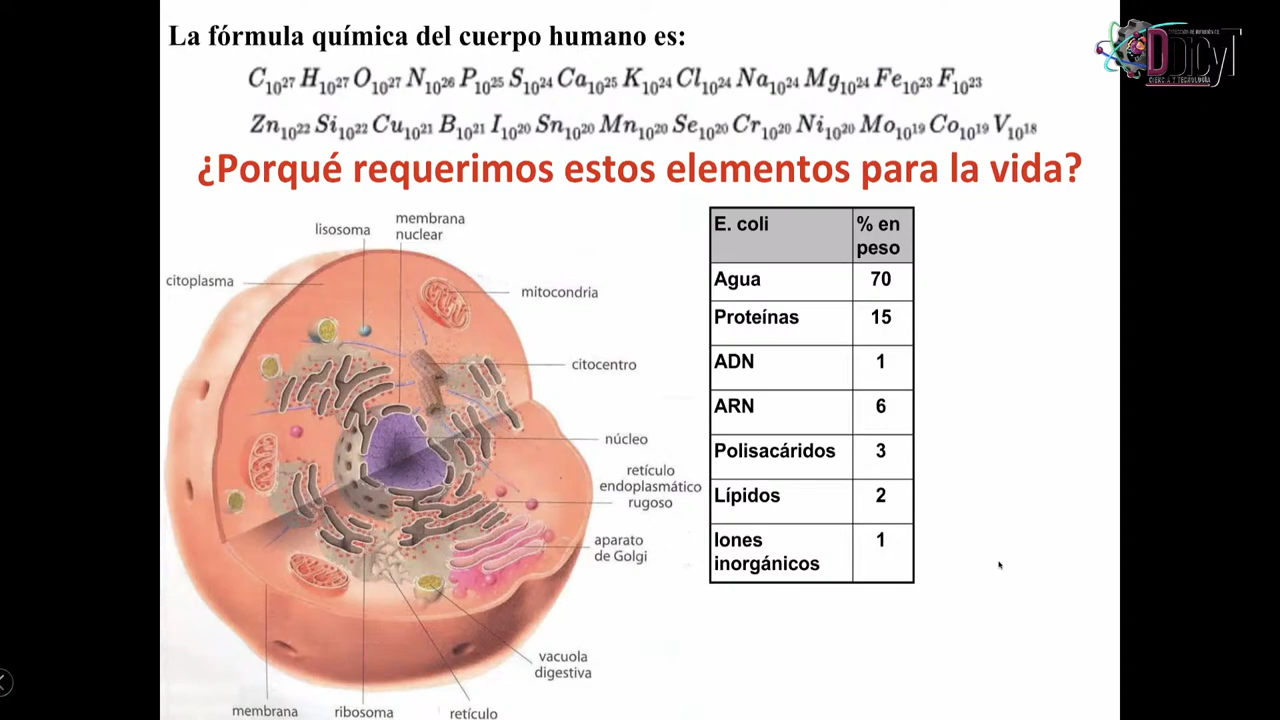 La fórmula química del cuerpo humano es:
C₁₀²⁷ H₁₀²⁷ O₁₀²⁷ N₁₀²⁶ P₁₀²⁵ S₁₀²⁴ Ca₁₀²⁵ K₁₀²⁴ Cl₁₀²⁴ Na₁₀²⁴ Mg₁₀²⁴ Fe₁₀²³ F₁₀²³
Zn₁₀²² Si₁₀²² Cu₁₀²¹ B₁₀²¹ I₁₀²⁰ Sn₁₀²⁰ Mn₁₀²⁰ Se₁₀²⁰ Cr₁₀²⁰ Ni₁₀²⁰ Mo₁₀¹⁹ Co₁₀¹⁹ V₁₀¹⁸
¿Porqué requerimos estos elementos para la vida?
DDICyT
CIENCIA Y TECNOLOGÍA
membrana
nuclear
lisosoma
citoplasma
mitocondria
citocentro
núcleo
retículo
endoplasmático
rugoso
aparato
de Golgi
vacuola
digestiva
membrana
ribosoma
retículo
E. coli % en
peso
Agua 70
Proteínas 15
ADN 1
ARN 6
Polisacáridos 3
Lípidos 2
Iones 1
inorgánicos